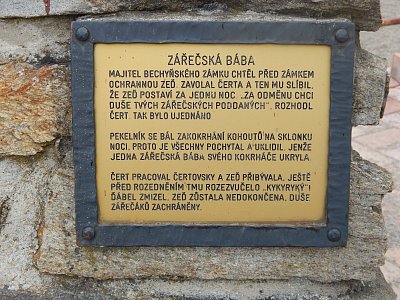 ZÁŘEČSKÁ BÁBA
MAJITEL BECHYŇSKÉHO ZÁMKU CHTĚL PŘED ZÁMKEM
OCHRANNOU ZEĎ. ZAVOLAL ČERTA A TEN MU SLÍBIL,
ŽE ZEĎ POSTAVÍ ZA JEDNU NOC. „ZA ODMĚNU CHCI
DUŠE TVÝCH ZÁŘEČSKÝCH PODDANÝCH", ROZHODL
ČERT. TAK BYLO UJEDNÁNO
PEKELNÍK SE BÁL ZAKOKRHÁNÍ KOHOUTŮ NA SKLONKU
NOCI, PROTO JE VŠECHNY POCHYTAL A UKLIDIL. JENŽE
JEDNA ZÁŘEČSKÁ BÁBA SVÉHO KOKRHÁČE UKRYLA.
ČERT PRACOVAL ČERTOVSKY A ZEĎ PŘIBÝVALA. JEŠTĚ
PŘED ROZEDNĚNÍM TMU ROZEZVUČELO „KYKYRYKÝ"!
ĎÁBEL ZMIZEL. ZEĎ ZŮSTALA NEDOKONČENA, DUŠE
ZÁŘEČÁKŮ ZACHRÁNĚNY.